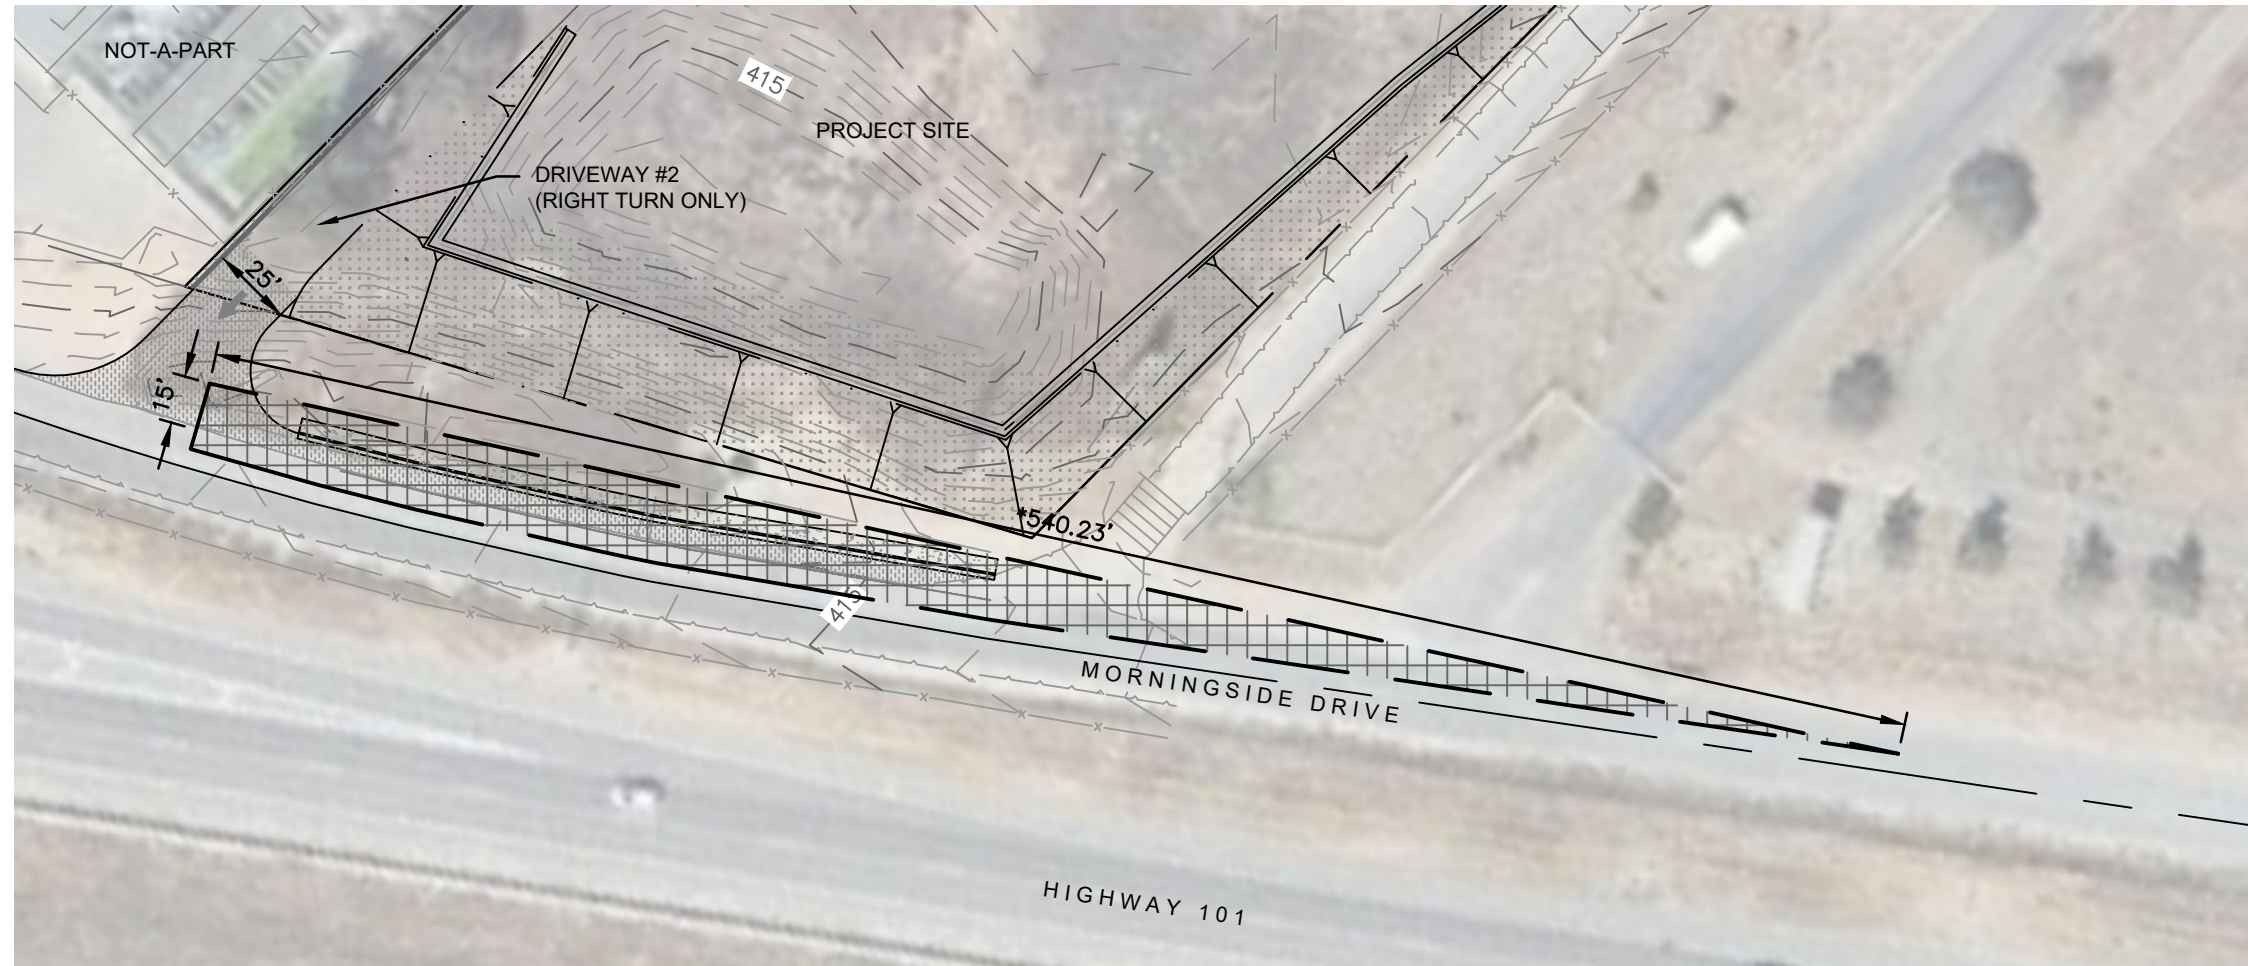 NOT-A-PART
415
PROJECT SITE
DRIVEWAY #2
(RIGHT TURN ONLY)
25'
15'
*540.23'
415
MORNINGSIDE DRIVE
HIGHWAY 101